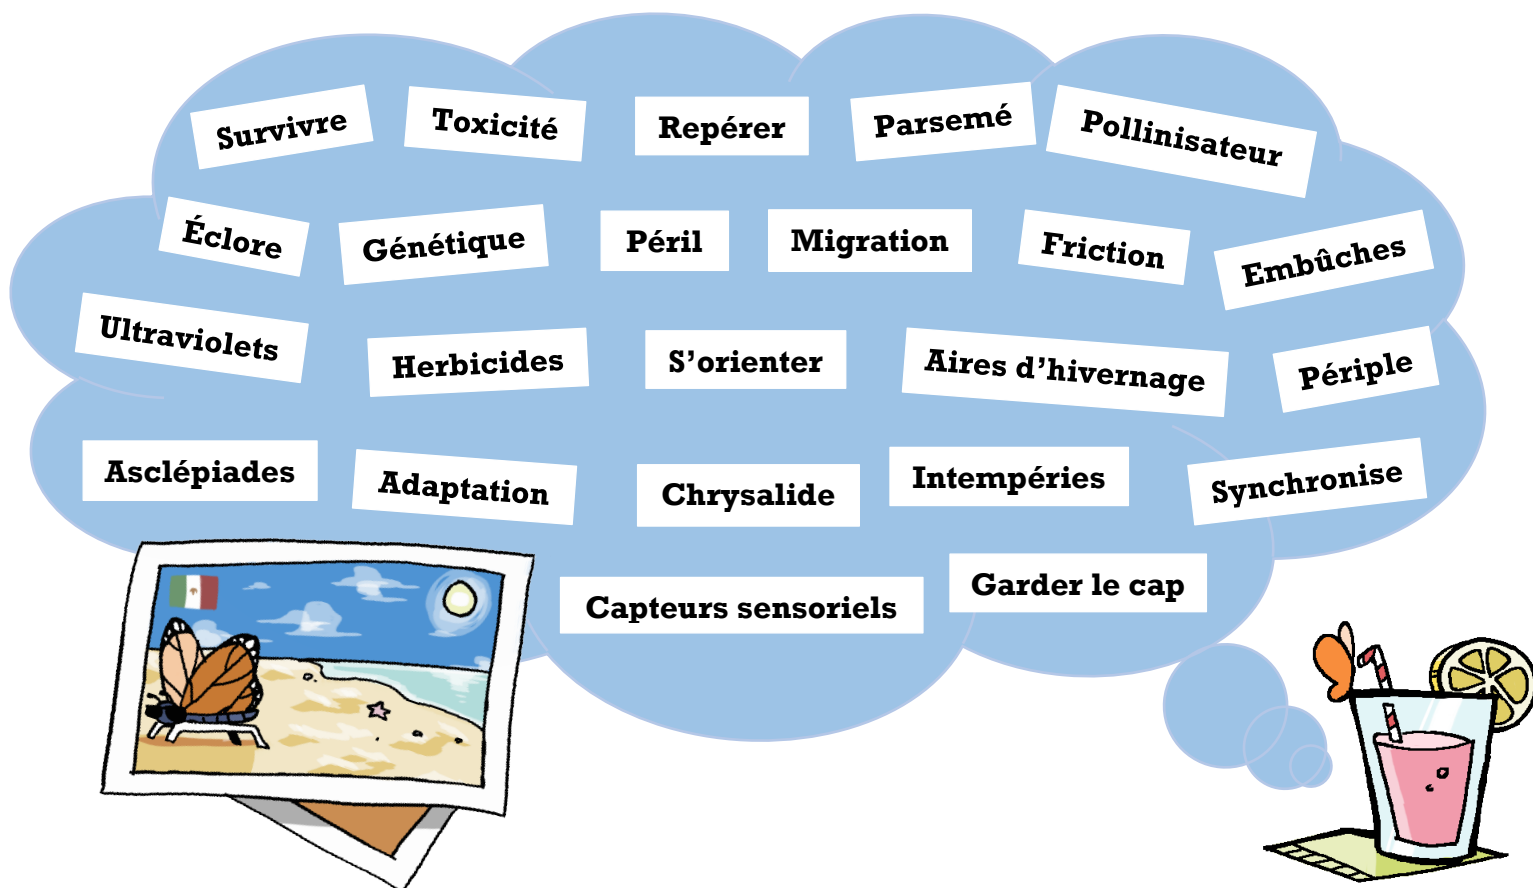 Survivre
Toxicité
Repérer
Parsemé
Pollinisateur
Éclore
Génétique
Péril
Migration
Friction
Embûches
Ultraviolets
Herbicides
S’orienter
Aires d’hivernage
Périple
Asclépiades
Adaptation
Chrysalide
Intempéries
Synchronise
Capteurs sensoriels
Garder le cap